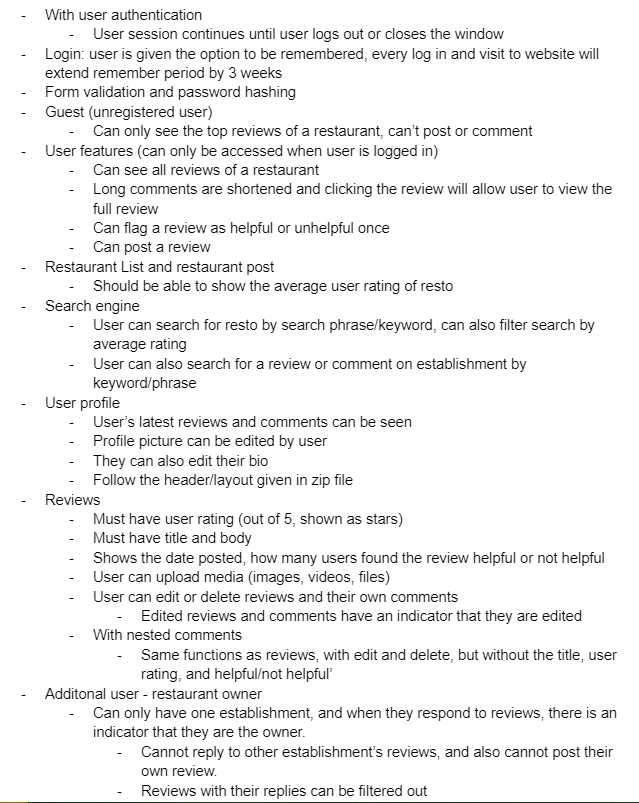 - With user authentication
- User session continues until user logs out or closes the window
- Login: user is given the option to be remembered, every log in and visit to website will
extend remember period by 3 weeks
- Form validation and password hashing
- Guest (unregistered user)
- Can only see the top reviews of a restaurant, can't post or comment
- User features (can only be accessed when user is logged in)
- Can see all reviews of a restaurant
- Long comments are shortened and clicking the review will allow user to view the
full review
- Can flag a review as helpful or unhelpful once
- Can post a review
- Restaurant List and restaurant post
- Should be able to show the average user rating of resto
- Search engine
- User can search for resto by search phrase/keyword, can also filter search by
average rating
- User can also search for a review or comment on establishment by
keyword/phrase
- User profile
- User's latest reviews and comments can be seen
- Profile picture can be edited by user
- They can also edit their bio
- Follow the header/layout given in zip file
- Reviews
- Must have user rating (out of 5, shown as stars)
- Must have title and body
- Shows the date posted, how many users found the review helpful or not helpful
- User can upload media (images, videos, files)
- User can edit or delete reviews and their own comments
- Edited reviews and comments have an indicator that they are edited
- With nested comments
- Same functions as reviews, with edit and delete, but without the title, user
rating, and helpful/not helpful'
- Additonal user - restaurant owner
- Can only have one establishment, and when they respond to reviews, there is an
indicator that they are the owner.
- Cannot reply to other establishment's reviews, and also cannot post their
own review.
- Reviews with their replies can be filtered out